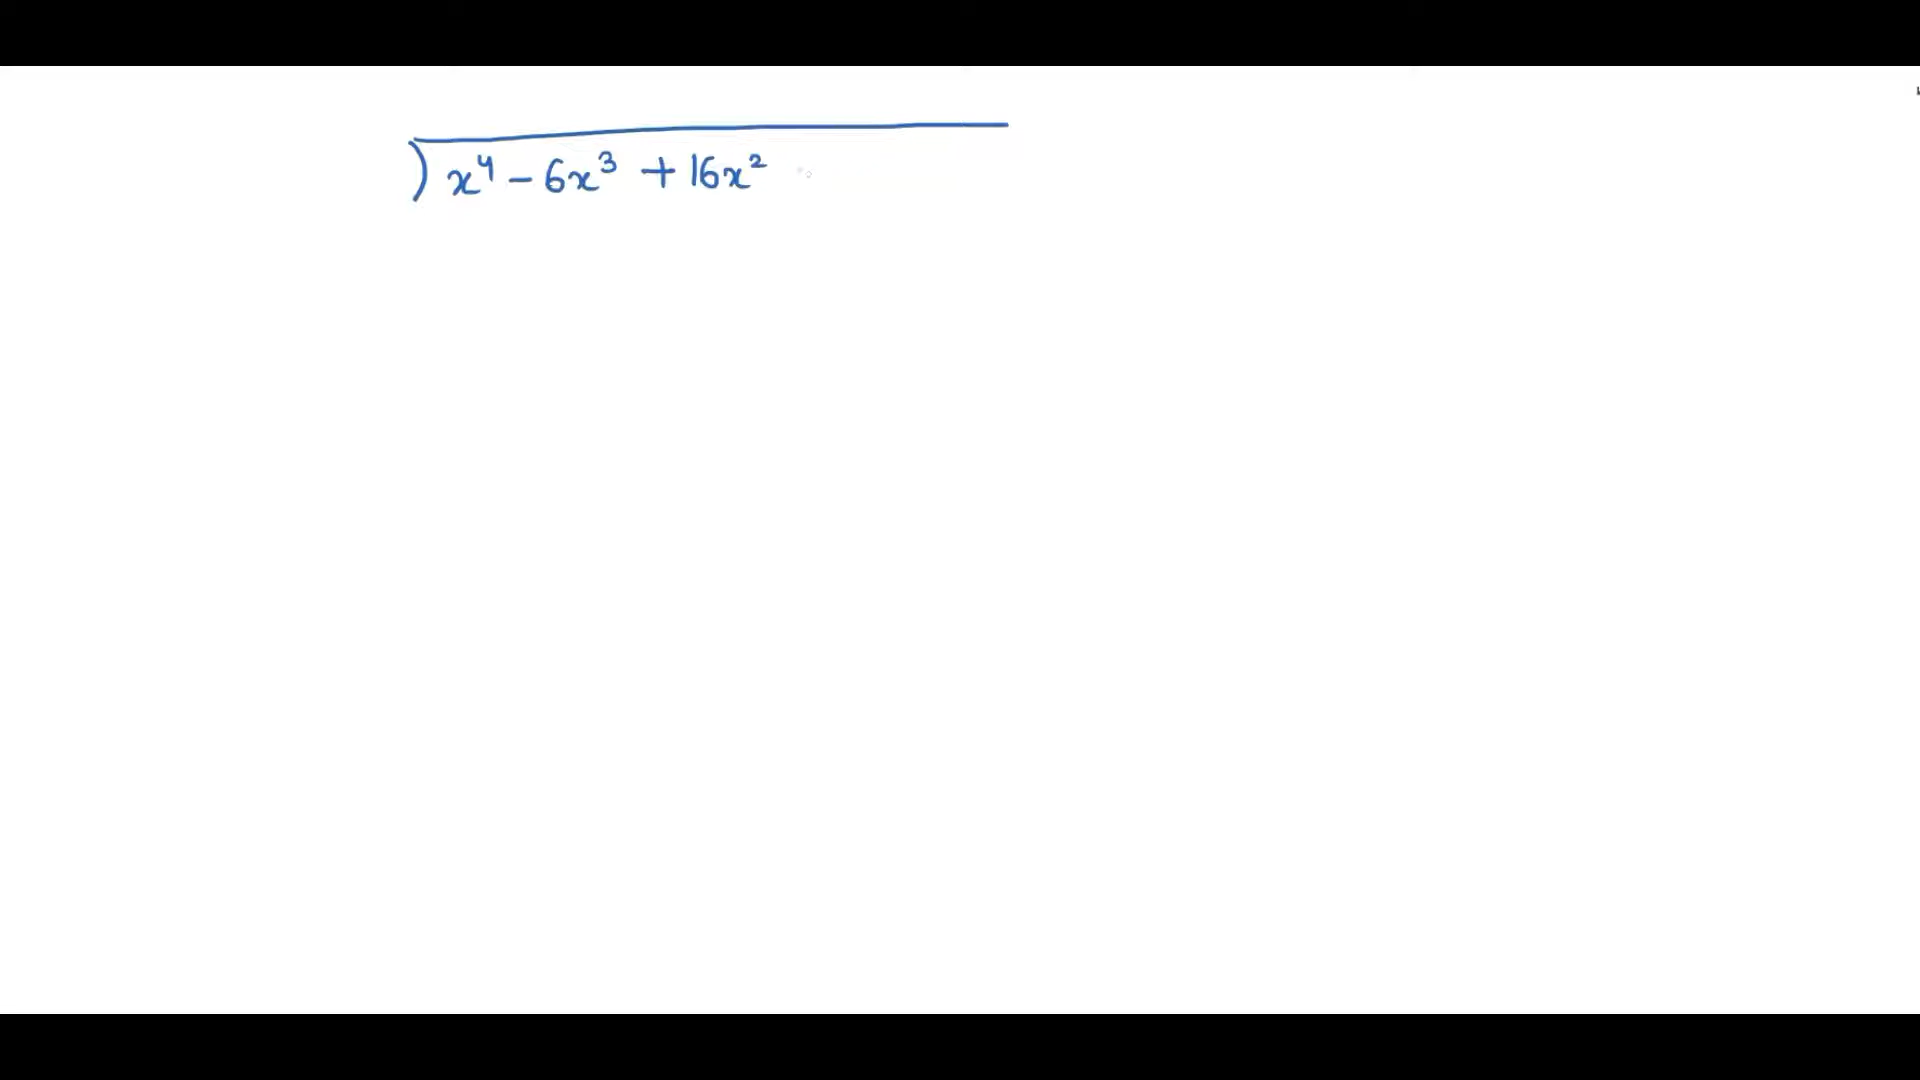 ) x⁴ - 6x³ + 16x²